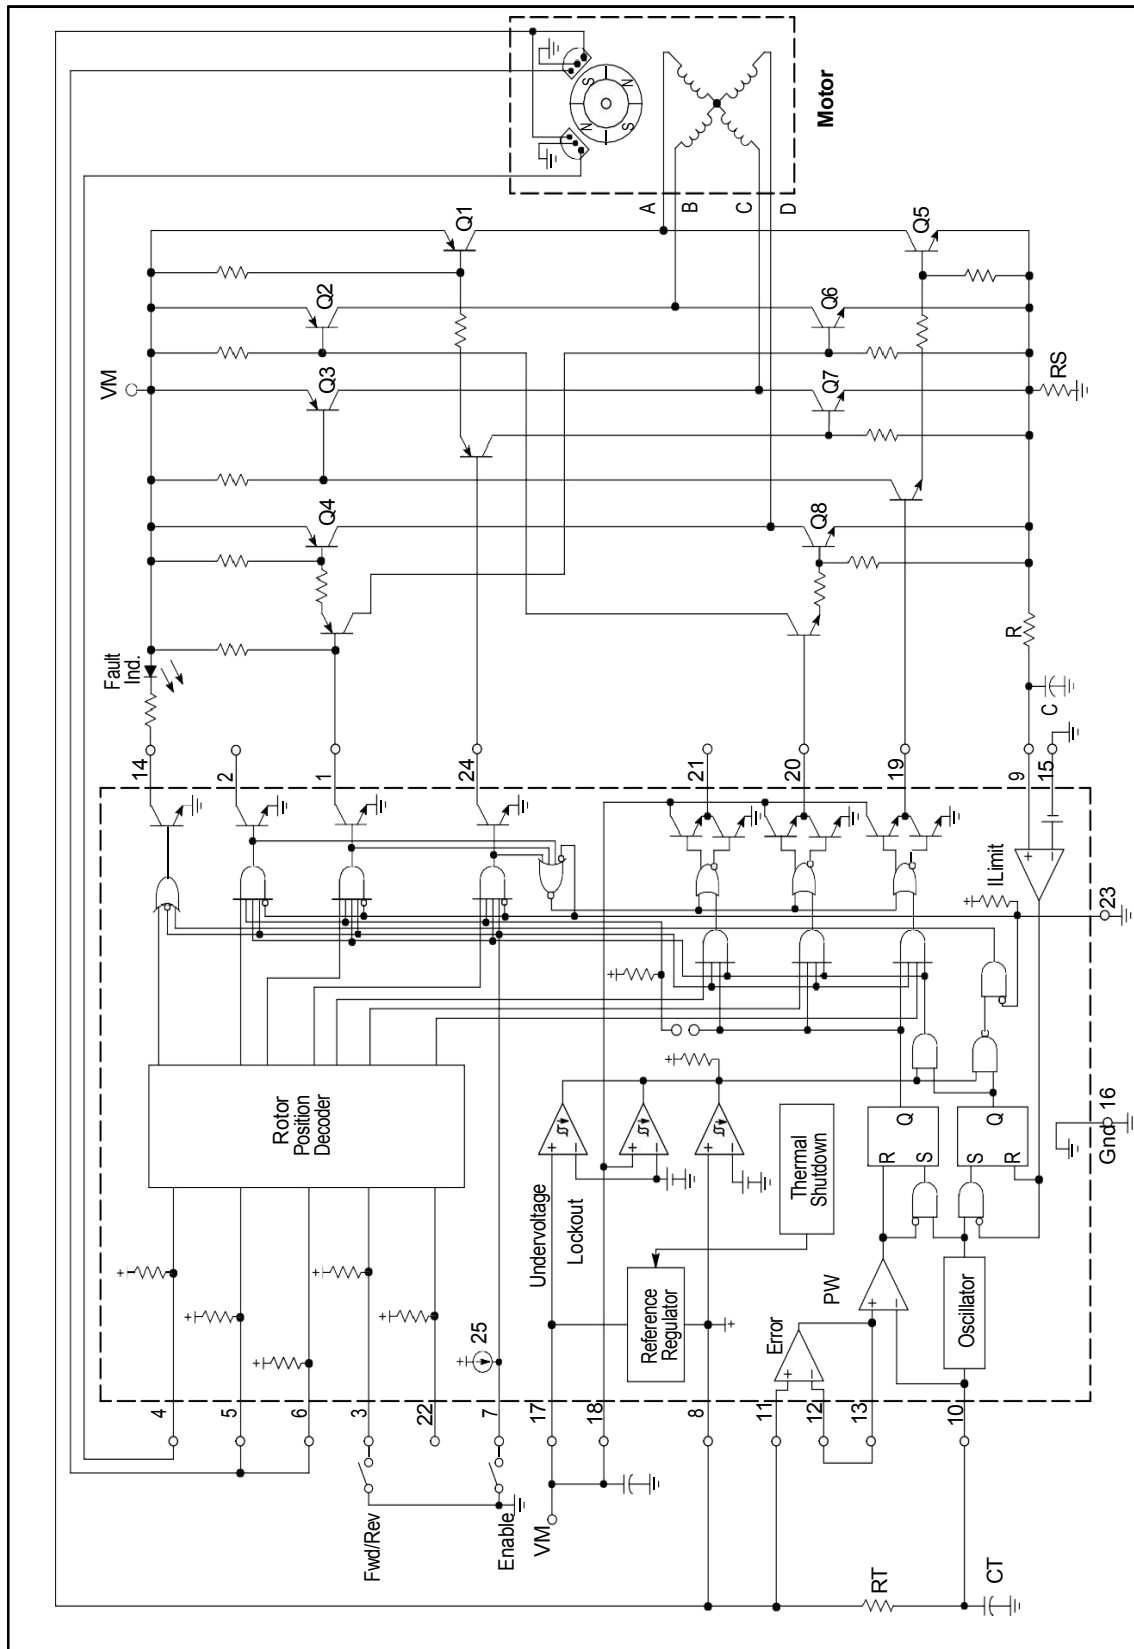 Motor
S
N
N
S
A
B
C
D
Q1
Q5
Q2
Q6
VM
Q3
Q7
RS
Q4
Q8
Fault
Ind.
R
C
14
2
1
24
21
20
19
9
15
ILimit
23
Rotor
Position
Decoder
Undervoltage
Lockout
Thermal
Shutdown
Reference
Regulator
R
Q
S
S
Q
R
16
Gnd
PW
Error
Oscillator
25
4
5
6
3
22
7
17
18
8
11
12
13
10
Fwd/Rev
Enable
VM
RT
CT